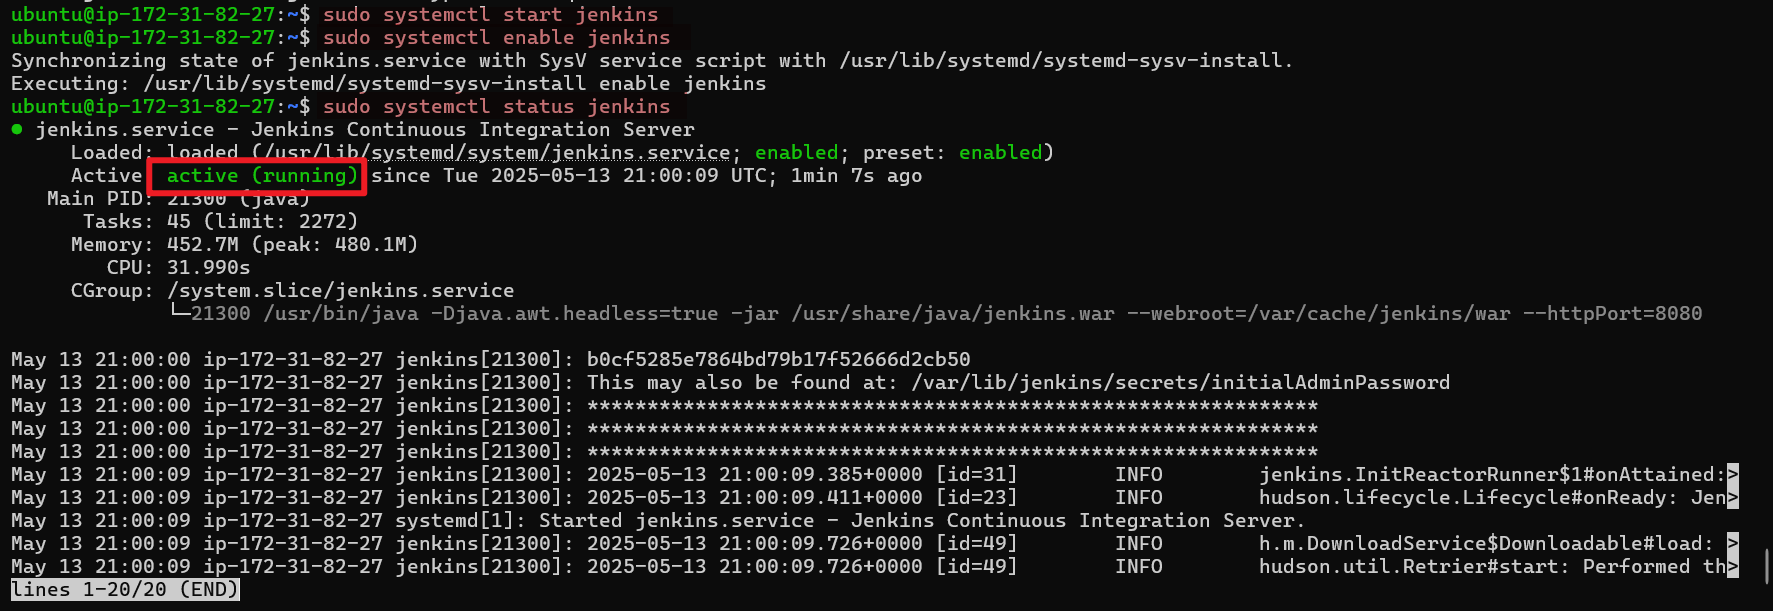 ubuntu@ip-172-31-82-27:~$ sudo systemctl start jenkins
ubuntu@ip-172-31-82-27:~$ sudo systemctl enable jenkins
Synchronizing state of jenkins.service with SysV service script with /usr/lib/systemd/systemd-sysv-install.
Executing: /usr/lib/systemd/systemd-sysv-install enable jenkins
ubuntu@ip-172-31-82-27:~$ sudo systemctl status jenkins
● jenkins.service - Jenkins Continuous Integration Server
     Loaded: loaded (/usr/lib/systemd/system/jenkins.service; enabled; preset: enabled)
     Active active (running) since Tue 2025-05-13 21:00:09 UTC; 1min 7s ago
   Main PID: 21300 (java)
      Tasks: 45 (limit: 2272)
     Memory: 452.7M (peak: 480.1M)
        CPU: 31.990s
     CGroup: /system.slice/jenkins.service
             └─21300 /usr/bin/java -Djava.awt.headless=true -jar /usr/share/java/jenkins.war --webroot=/var/cache/jenkins/war --httpPort=8080
May 13 21:00:00 ip-172-31-82-27 jenkins[21300]: b0cf5285e7864bd79b17f52666d2cb50
May 13 21:00:00 ip-172-31-82-27 jenkins[21300]: This may also be found at: /var/lib/jenkins/secrets/initialAdminPassword
May 13 21:00:00 ip-172-31-82-27 jenkins[21300]: *************************************************************
May 13 21:00:00 ip-172-31-82-27 jenkins[21300]: *************************************************************
May 13 21:00:00 ip-172-31-82-27 jenkins[21300]: *************************************************************
May 13 21:00:09 ip-172-31-82-27 jenkins[21300]: 2025-05-13 21:00:09.385+0000 [id=31]        INFO        jenkins.InitReactorRunner$1#onAttained:>
May 13 21:00:09 ip-172-31-82-27 jenkins[21300]: 2025-05-13 21:00:09.411+0000 [id=23]        INFO        hudson.lifecycle.Lifecycle#onReady: Jen>
May 13 21:00:09 ip-172-31-82-27 systemd[1]: Started jenkins.service - Jenkins Continuous Integration Server.
May 13 21:00:09 ip-172-31-82-27 jenkins[21300]: 2025-05-13 21:00:09.726+0000 [id=49]        INFO        h.m.DownloadService$Downloadable#load: >
May 13 21:00:09 ip-172-31-82-27 jenkins[21300]: 2025-05-13 21:00:09.726+0000 [id=49]        INFO        hudson.util.Retrier#start: Performed th>
lines 1-20/20 (END)